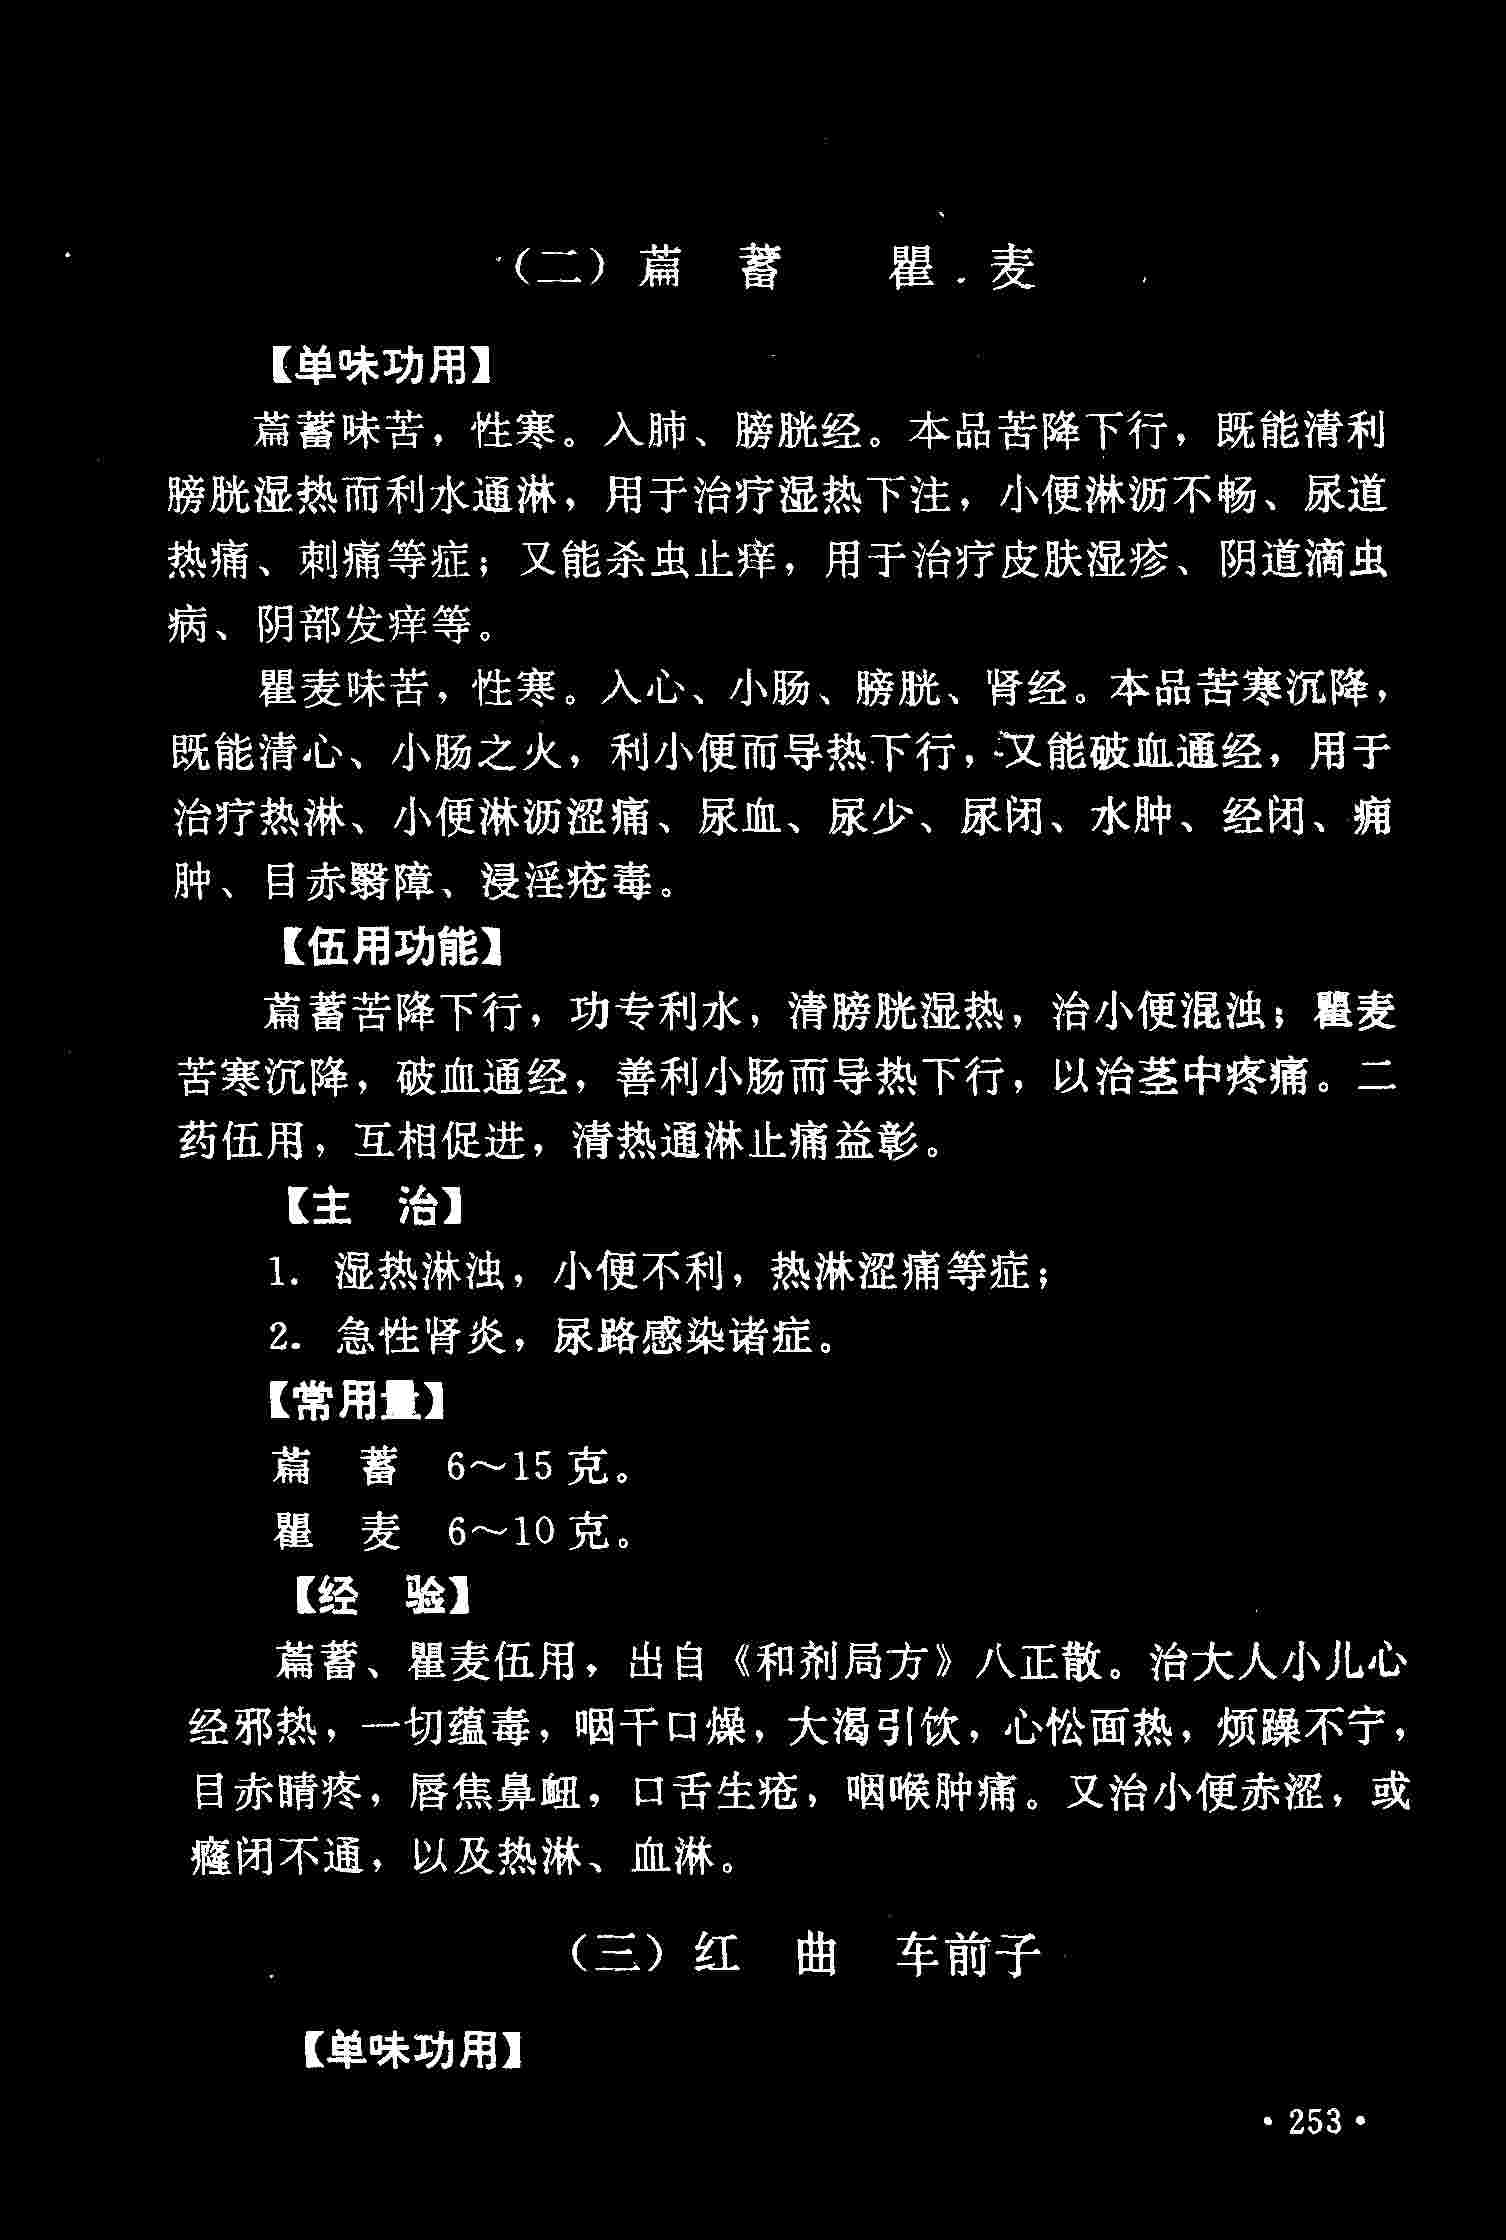 （二）萹　蓄　　瞿　麦
【单味功用】
萹蓄味苦，性寒。入肺、膀胱经。本品苦降下行，既能清利
膀胱湿热而利水通淋，用于治疗湿热下注，小便淋沥不畅、尿道
热痛、刺痛等症；又能杀虫止痒，用于治疗皮肤湿疹、阴道滴虫
病、阴部发痒等。
瞿麦味苦，性寒。入心、小肠、膀胱、肾经。本品苦寒沉降，
既能清心、小肠之火，利小便而导热下行，又能破血通经，用于
治疗热淋、小便淋沥涩痛、尿血、尿少、尿闭、水肿、经闭、痈
肿、目赤翳障、浸淫疮毒。
【伍用功能】
萹蓄苦降下行，功专利水，清膀胱湿热，治小便混浊；瞿麦
苦寒沉降，破血通经，善利小肠而导热下行，以治茎中疼痛。二
药伍用，互相促进，清热通淋止痛益彰。
【主　治】
1. 湿热淋浊，小便不利，热淋涩痛等症；
2. 急性肾炎，尿路感染诸症。
【常用量】
萹　蓄　6～15克。
瞿　麦　6～10克。
【经　验】
萹蓄、瞿麦伍用，出自《和剂局方》八正散。治大人小儿心
经邪热，一切蕴毒，咽干口燥，大渴引饮，心忪面热，烦躁不宁，
目赤睛疼，唇焦鼻衄，口舌生疮，咽喉肿痛。又治小便赤涩，或
癃闭不通，以及热淋、血淋。
（三）红　曲　车前子
【单味功用】
·253·